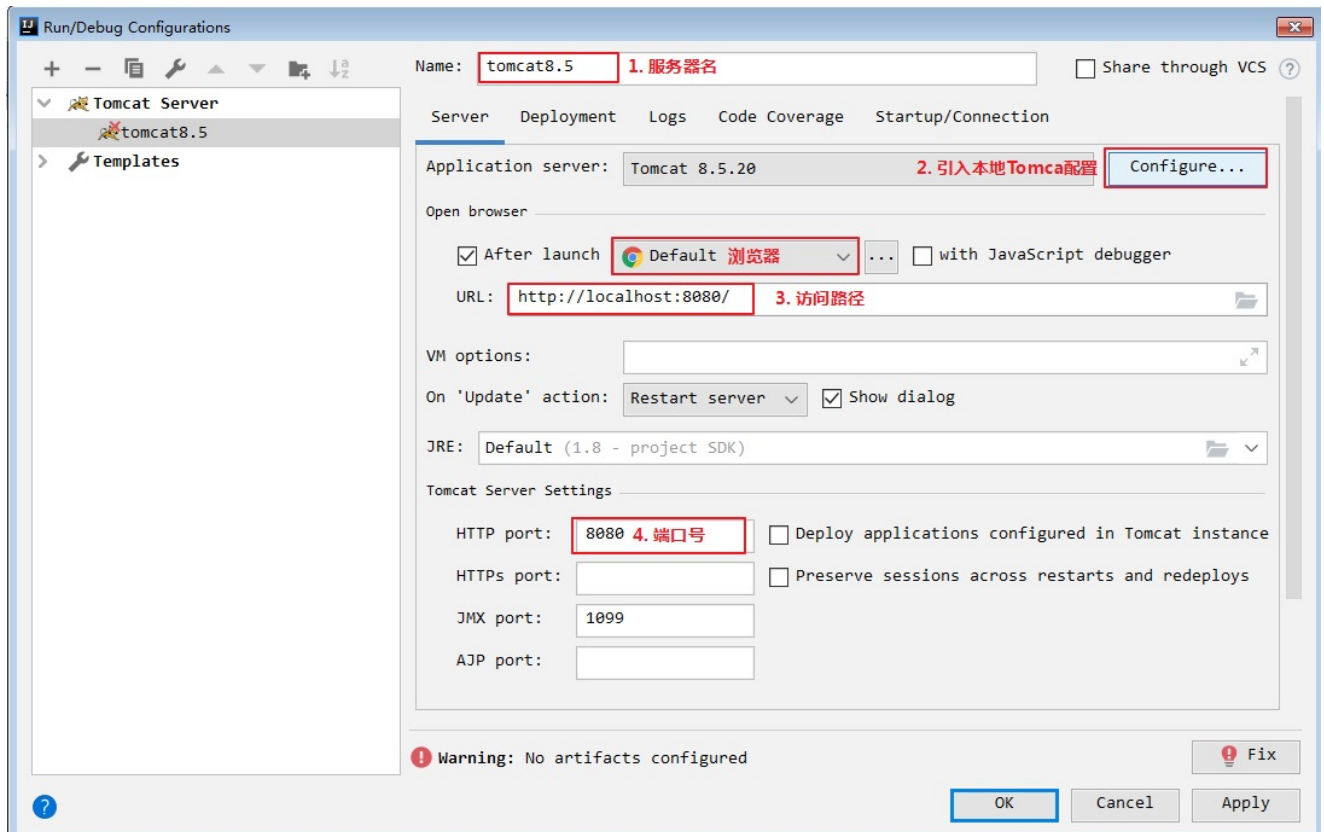 Run/Debug Configurations
Name: tomcat8.5 1. 服务器名 Share through VCS
Tomcat Server
tomcat8.5
Templates
Server Deployment Logs Code Coverage Startup/Connection
Application server: Tomcat 8.5.20 2. 引入本地Tomca配置 Configure...
Open browser
After launch Default 浏览器 ... with JavaScript debugger
URL: http://localhost:8080/ 3. 访问路径
VM options:
On 'Update' action: Restart server Show dialog
JRE: Default (1.8 - project SDK)
Tomcat Server Settings
HTTP port: 8080 4. 端口号 Deploy applications configured in Tomcat instance
HTTPs port: Preserve sessions across restarts and redeploys
JMX port: 1099
AJP port:
Warning: No artifacts configured Fix
OK Cancel Apply